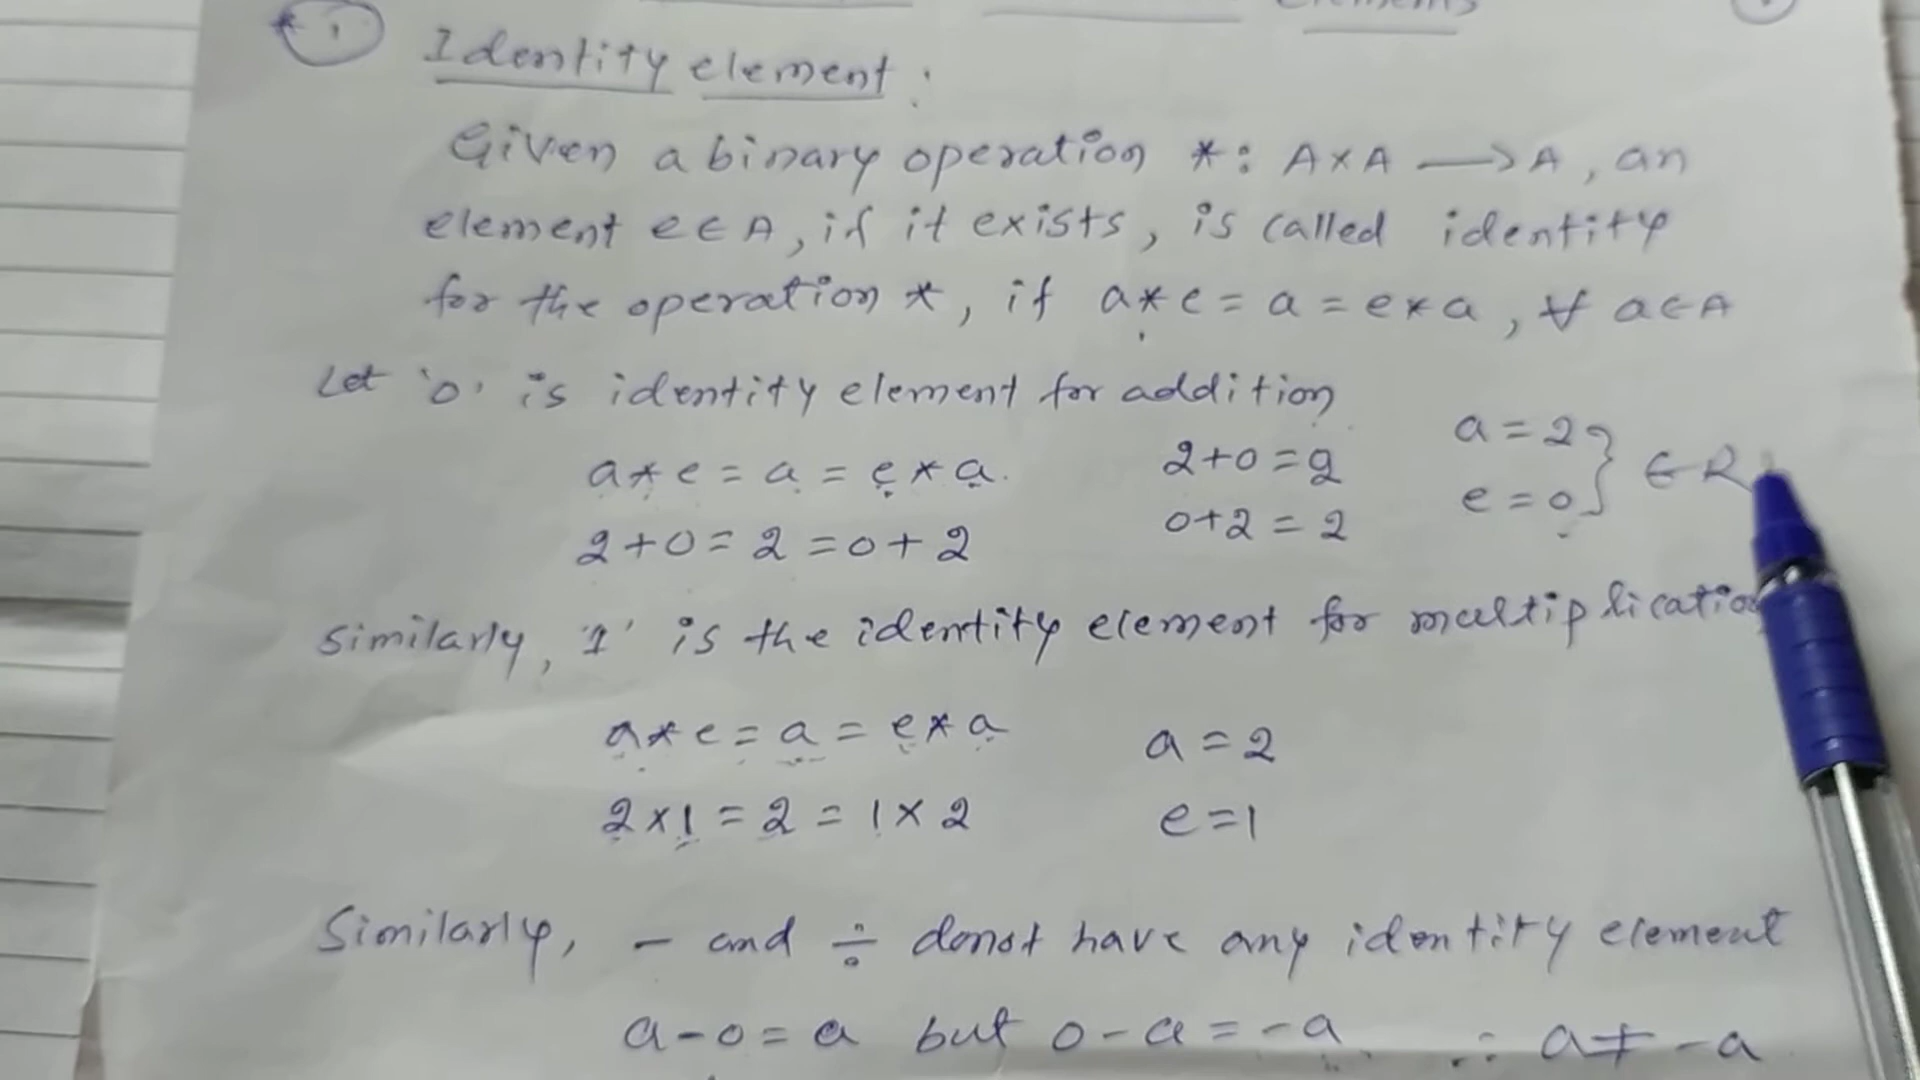 * 1 Identity element :
Given a binary operation * : A×A ⟶ A, an
element e∈A, if it exists, is called identity
for the operation *, if a*e = a = e*a, ∀ a∈A
Let '0' is identity element for addition
a*e = a = e*a. 2+0=2 a=2 } ∈ R
2+0=2=0+2 0+2=2 e=0
Similarly, '1' is the identity element for multiplication
a*e=a=e*a a=2
2×1=2=1×2 e=1
Similarly, − and ÷ donot have any identity element
a−0=a but 0−a=−a ∴ a≠−a